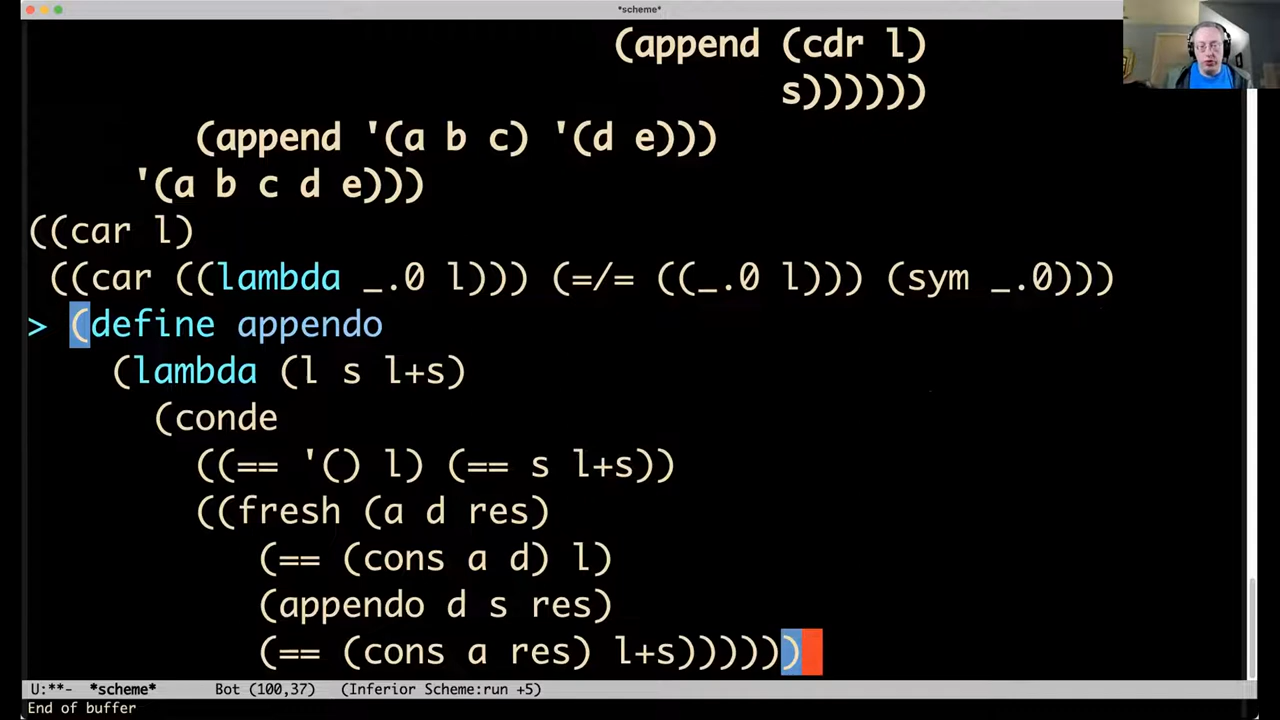 *scheme*
(append (cdr l)
s))))))
(append '(a b c) '(d e)))
'(a b c d e)))
((car l)
((car ((lambda _.0 l))) (=/= ((_.0 l))) (sym _.0)))
> (define appendo
(lambda (l s l+s)
(conde
((== '() l) (== s l+s))
((fresh (a d res)
(== (cons a d) l)
(appendo d s res)
(== (cons a res) l+s))))))
U:**- *scheme* Bot (100,37) (Inferior Scheme:run +5)
End of buffer